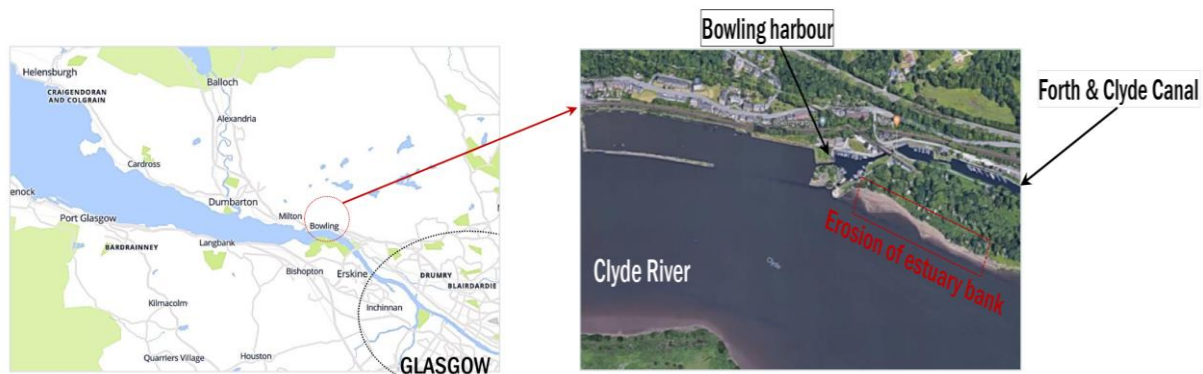 Helensburgh
CRAIGENDORAN
AND COLGRAIN
Balloch
Alexandria
Cardross
enock
Port Glasgow
Dumbarton
Milton
Bowling
BARDRAINNEY
Langbank
Bishopton
Erskine
DRUMRY
BLAIRDARDIE
Inchinnan
Kilmacolm
Quarriers Village
Houston
GLASGOW
Bowling harbour
Forth & Clyde Canal
Erosion of estuary bank
Clyde River
Clyde